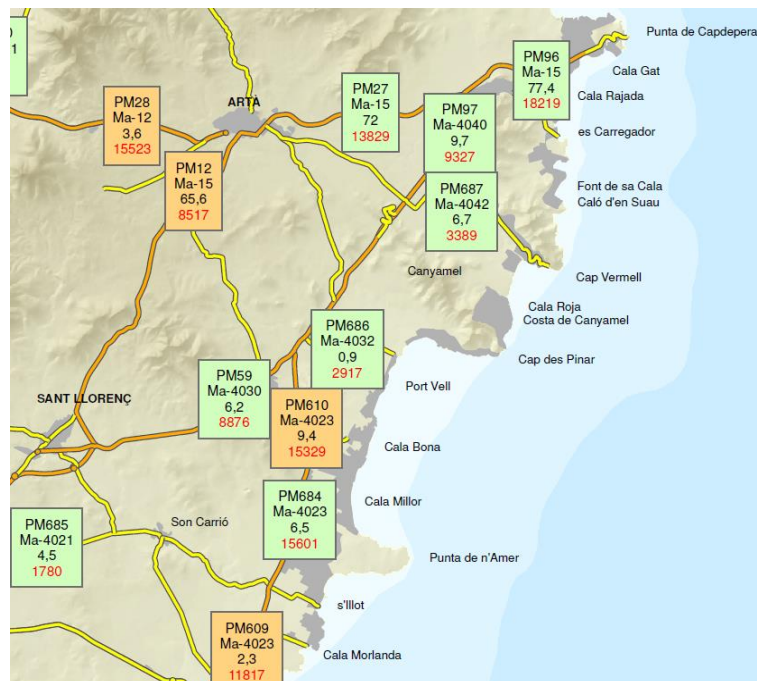 1
Punta de Capdepera
PM96
Ma-15
77,4
18219
Cala Gat
Cala Rajada
PM28
Ma-12
3,6
15523
ARTÀ
PM27
Ma-15
72
13829
PM97
Ma-4040
9,7
9327
es Carregador
PM12
Ma-15
65,6
8517
PM687
Ma-4042
6,7
3389
Font de sa Cala
Caló d'en Suau
Canyamel
Cap Vermell
Cala Roja
Costa de Canyamel
PM686
Ma-4032
0,9
2917
Cap des Pinar
PM59
Ma-4030
6,2
8876
Port Vell
SANT LLORENÇ
PM610
Ma-4023
9,4
15329
Cala Bona
PM684
Ma-4023
6,5
15601
Cala Millor
PM685
Ma-4021
4,5
1780
Son Carrió
Punta de n'Amer
s'Illot
PM609
Ma-4023
2,3
11817
Cala Morlanda